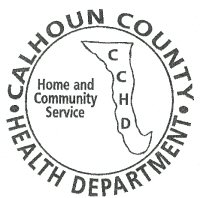 CALHOUN COUNTY
Home and
Community
Service
C
C
H
D
• HEALTH DEPARTMENT •